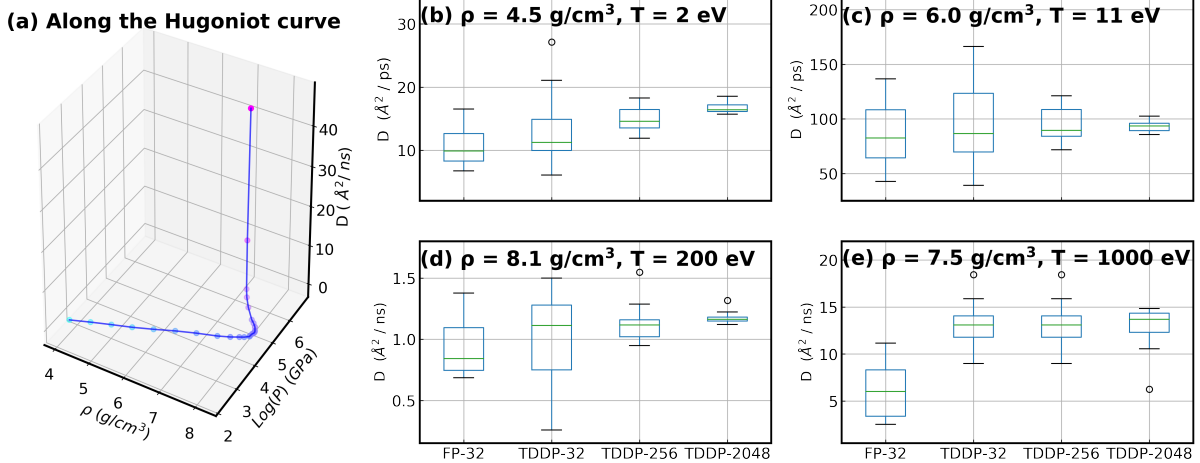 (a) Along the Hugoniot curve
40
30
20
10
0
D ( Å²/ ns)
4
5
6
7
8
ρ (g/cm³)
2
3
4
5
6
Log(P) (GPa)
(b) ρ = 4.5 g/cm³, T = 2 eV
30
20
10
D (Å² / ps)
(c) ρ = 6.0 g/cm³, T = 11 eV
200
150
100
50
D (Å² / ps)
(d) ρ = 8.1 g/cm³, T = 200 eV
1.5
1.0
0.5
D (Å² / ns)
FP-32 TDDP-32 TDDP-256 TDDP-2048
(e) ρ = 7.5 g/cm³, T = 1000 eV
20
15
10
5
D (Å² / ns)
FP-32 TDDP-32 TDDP-256 TDDP-2048